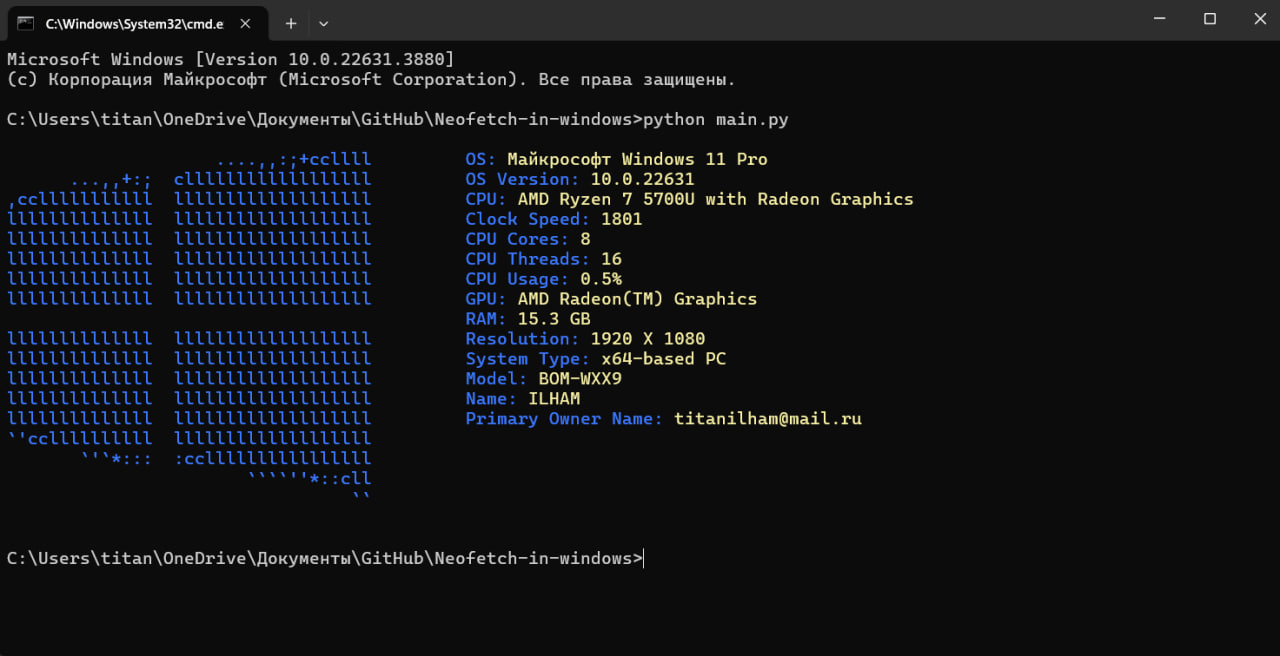 C:\Windows\System32\cmd.e
Microsoft Windows [Version 10.0.22631.3880]
(c) Корпорация Майкрософт (Microsoft Corporation). Все права защищены.
C:\Users\titan\OneDrive\Документы\GitHub\Neofetch-in-windows>python main.py
....,,:;+ccllll OS: Майкрософт Windows 11 Pro
...,,+:; clllllllllllllllllll OS Version: 10.0.22631
,cclllllllllll lllllllllllllllllll CPU: AMD Ryzen 7 5700U with Radeon Graphics
llllllllllllll lllllllllllllllllll Clock Speed: 1801
llllllllllllll lllllllllllllllllll CPU Cores: 8
llllllllllllll lllllllllllllllllll CPU Threads: 16
llllllllllllll lllllllllllllllllll CPU Usage: 0.5%
llllllllllllll lllllllllllllllllll GPU: AMD Radeon(TM) Graphics
RAM: 15.3 GB
llllllllllllll lllllllllllllllllll Resolution: 1920 X 1080
llllllllllllll lllllllllllllllllll System Type: x64-based PC
llllllllllllll lllllllllllllllllll Model: BOM-WXX9
llllllllllllll lllllllllllllllllll Name: ILHAM
llllllllllllll lllllllllllllllllll Primary Owner Name: titanilham@mail.ru
`'ccllllllllll lllllllllllllllllll
`'`*::: :ccllllllllllllllll
````''*::cll
``
C:\Users\titan\OneDrive\Документы\GitHub\Neofetch-in-windows>